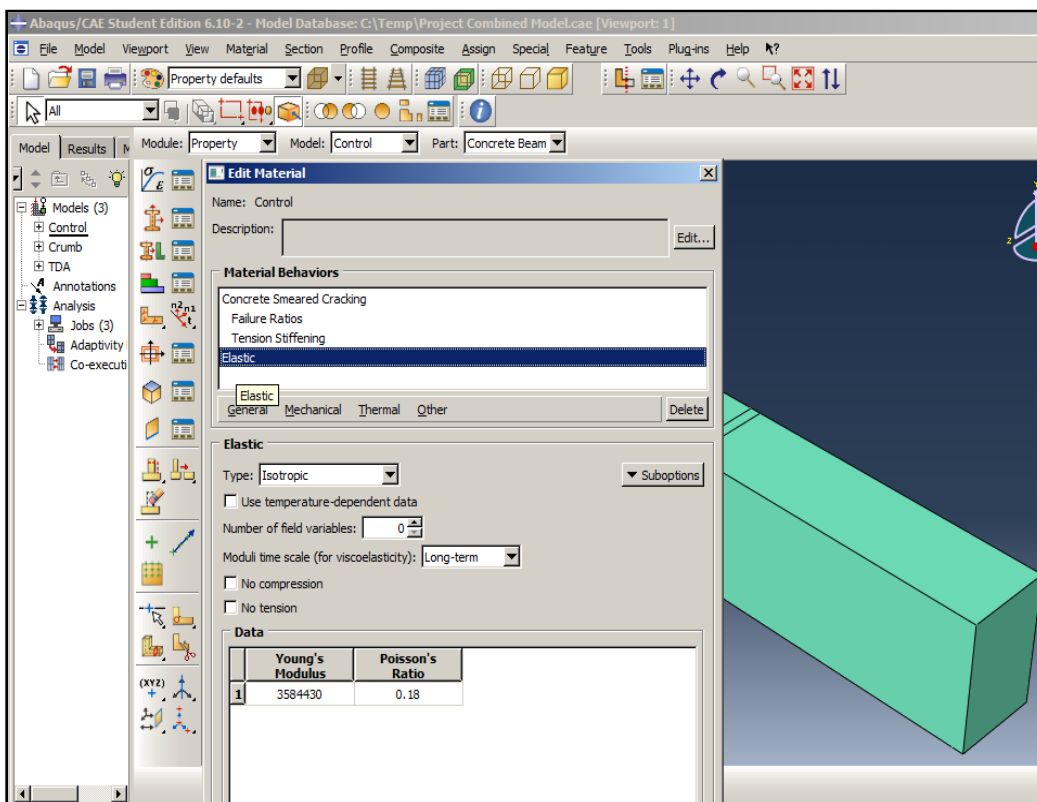 Abaqus/CAE Student Edition 6.10-2 - Model Database: C:\Temp\Project Combined Model.cae [Viewport: 1]
File Model Viewport View Material Section Profile Composite Assign Special Feature Tools Plug-ins Help
Property defaults
All
Model Results
Module: Property Model: Control Part: Concrete Beam
Models (3)
Control
Crumb
TDA
Annotations
Analysis
Jobs (3)
Adaptivity
Co-executi
Edit Material
Name: Control
Description:
Edit...
Material Behaviors
Concrete Smeared Cracking
Failure Ratios
Tension Stiffening
Elastic
Elastic
General Mechanical Thermal Other Delete
Elastic
Type: Isotropic Suboptions
Use temperature-dependent data
Number of field variables: 0
Moduli time scale (for viscoelasticity): Long-term
No compression
No tension
Data
Young's Poisson's
Modulus Ratio
1 3584430 0.18
σ
ε
n2 n1
t
(XYZ)
z